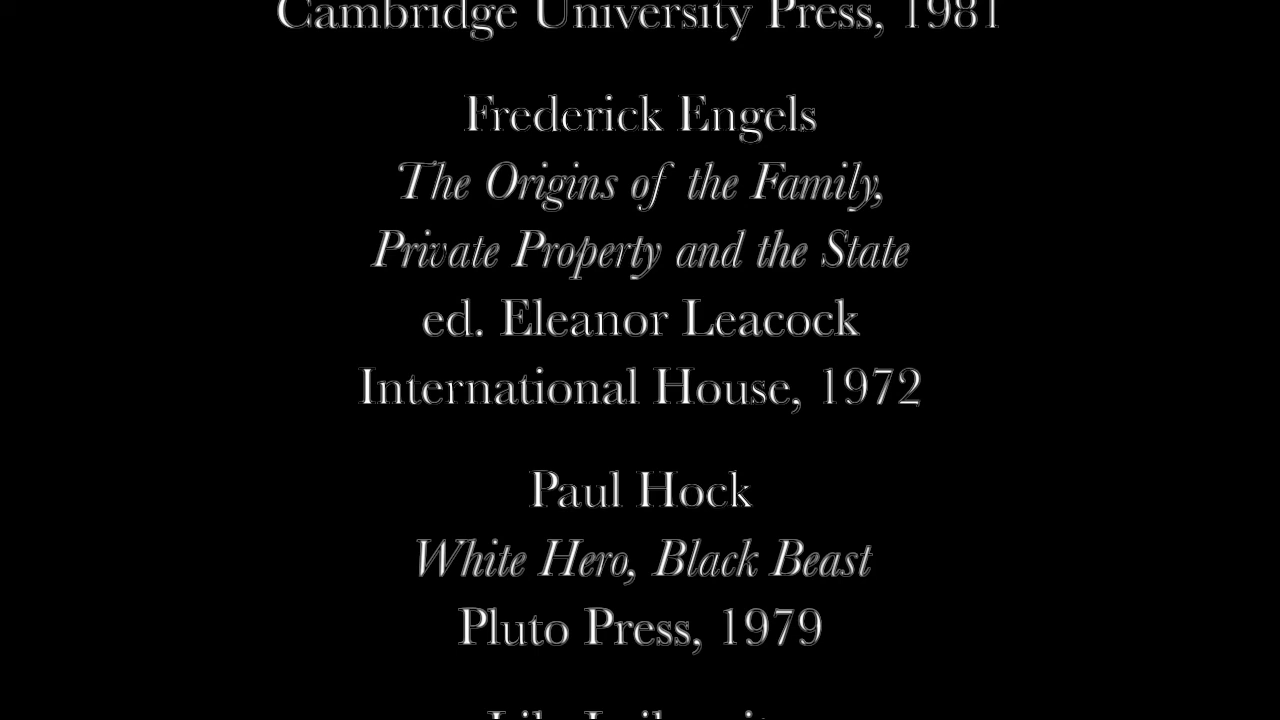 Cambridge University Press, 1981
Frederick Engels
The Origins of the Family,
Private Property and the State
ed. Eleanor Leacock
International House, 1972
Paul Hock
White Hero, Black Beast
Pluto Press, 1979